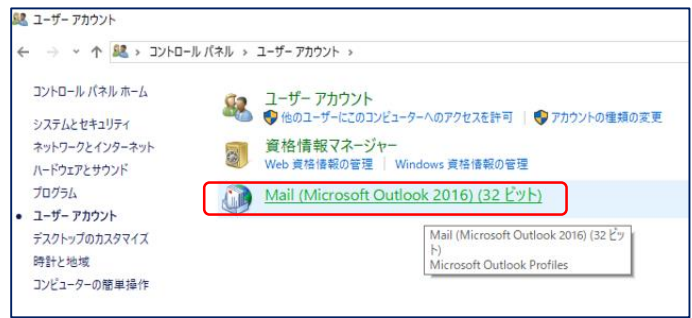 ユーザー アカウント
コントロール パネル › ユーザー アカウント ›
コントロール パネル ホーム
システムとセキュリティ
ネットワークとインターネット
ハードウェアとサウンド
プログラム
ユーザー アカウント
デスクトップのカスタマイズ
時計と地域
コンピューターの簡単操作
ユーザー アカウント
他のユーザーにこのコンピューターへのアクセスを許可 | アカウントの種類の変更
資格情報マネージャー
Web 資格情報の管理 | Windows 資格情報の管理
Mail (Microsoft Outlook 2016) (32 ビット)
Mail (Microsoft Outlook 2016) (32 ビッ
ト)
Microsoft Outlook Profiles